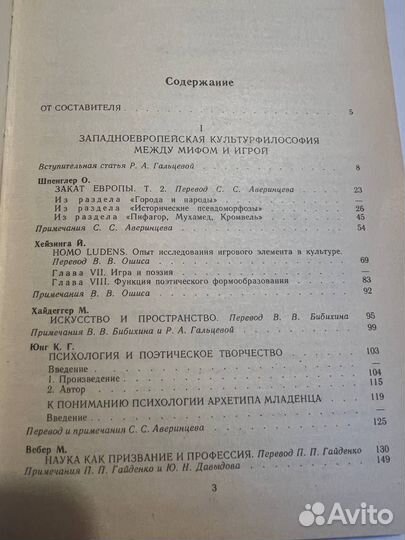 Содержание
ОТ СОСТАВИТЕЛЯ 5
I
ЗАПАДНОЕВРОПЕЙСКАЯ КУЛЬТУРФИЛОСОФИЯ
МЕЖДУ МИФОМ И ИГРОЙ
Вступительная статья Р. А. Гальцевой 8
Шпенглер О.
ЗАКАТ ЕВРОПЫ. Т. 2. Перевод С. С. Аверинцева 23
Из раздела «Города и народы» —
Из раздела «Исторические псевдоморфозы» 26
Из раздела «Пифагор, Мухамед, Кромвель» 45
Примечания С. С. Аверинцева 54
Хейзинга Й.
HOMO LUDENS. Опыт исследования игрового элемента в культуре.
Перевод В. В. Ошиса 69
Глава VII. Игра и поэзия —
Глава VIII. Функция поэтического формообразования 83
Примечания В. В. Ошиса 92
Хайдеггер М.
ИСКУССТВО И ПРОСТРАНСТВО. Перевод В. В. Бибихина 95
Примечания В. В. Бибихина и Р. А. Гальцевой 99
Юнг К. Г.
ПСИХОЛОГИЯ И ПОЭТИЧЕСКОЕ ТВОРЧЕСТВО 103
Введение —
1. Произведение 104
2. Автор 115
К ПОНИМАНИЮ ПСИХОЛОГИИ АРХЕТИПА МЛАДЕНЦА 119
Введение —
Перевод и примечания С. С. Аверинцева 125
Вебер М.
НАУКА КАК ПРИЗВАНИЕ И ПРОФЕССИЯ. Перевод П. П. Гайденко 130
Примечания П. П. Гайденко и Ю. Н. Давыдова 149
3
Avito